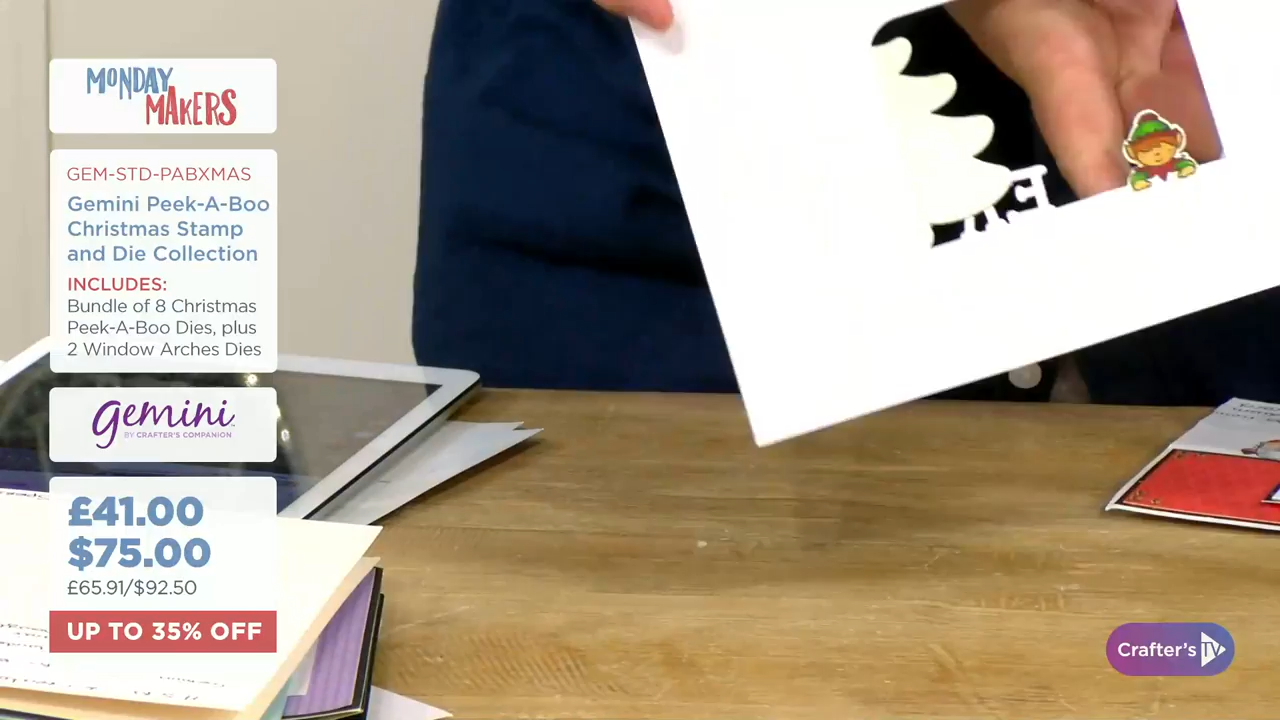 MONDAY
MAKERS
GEM-STD-PABXMAS
Gemini Peek-A-Boo
Christmas Stamp
and Die Collection
INCLUDES:
Bundle of 8 Christmas
Peek-A-Boo Dies, plus
2 Window Arches Dies
gemini
BY CRAFTER'S COMPANION
£41.00
$75.00
£65.91/$92.50
UP TO 35% OFF
Crafter's TV